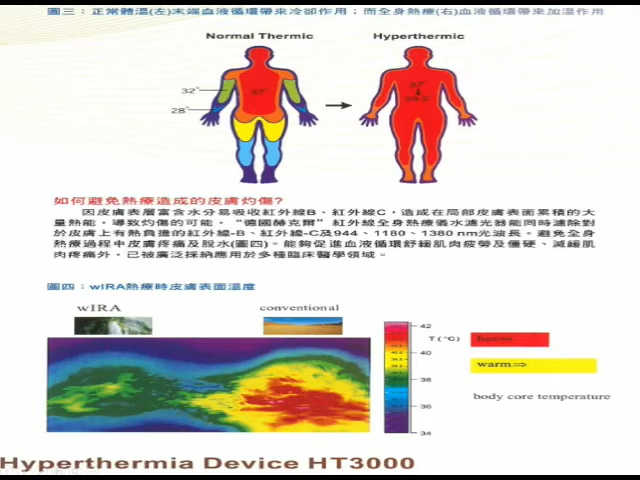 圖三：正常體溫(左)末端血液循環帶來冷卻作用；而全身熱療(右)血液循環帶來加溫作用
Normal Thermic
Hyperthermic
32°
28°
37°
37°
39.5°
如何避免熱療造成的皮膚灼傷?
因皮膚表層富含水分易吸收紅外線B、紅外線C，造成在局部皮膚表面累積的大
量熱能，導致灼傷的可能，“德國赫克爾”紅外線全身熱療儀水濾光器能同時濾除對
於皮膚上有熱負擔的紅外線-B、紅外線-C及944、1180、1380 nm光波長。避免全身
熱療過程中皮膚疼痛及脫水(圖四)。能夠促進血液循環舒緩肌肉疲勞及僵硬、減緩肌
肉疼痛外，已被廣泛採納應用於多種臨床醫學領域。
圖四：wIRA熱療時皮膚表面溫度
wIRA
conventional
T (°C)
42
40
38
36
34
warm⇒
body core temperature
Hyperthermia Device HT3000